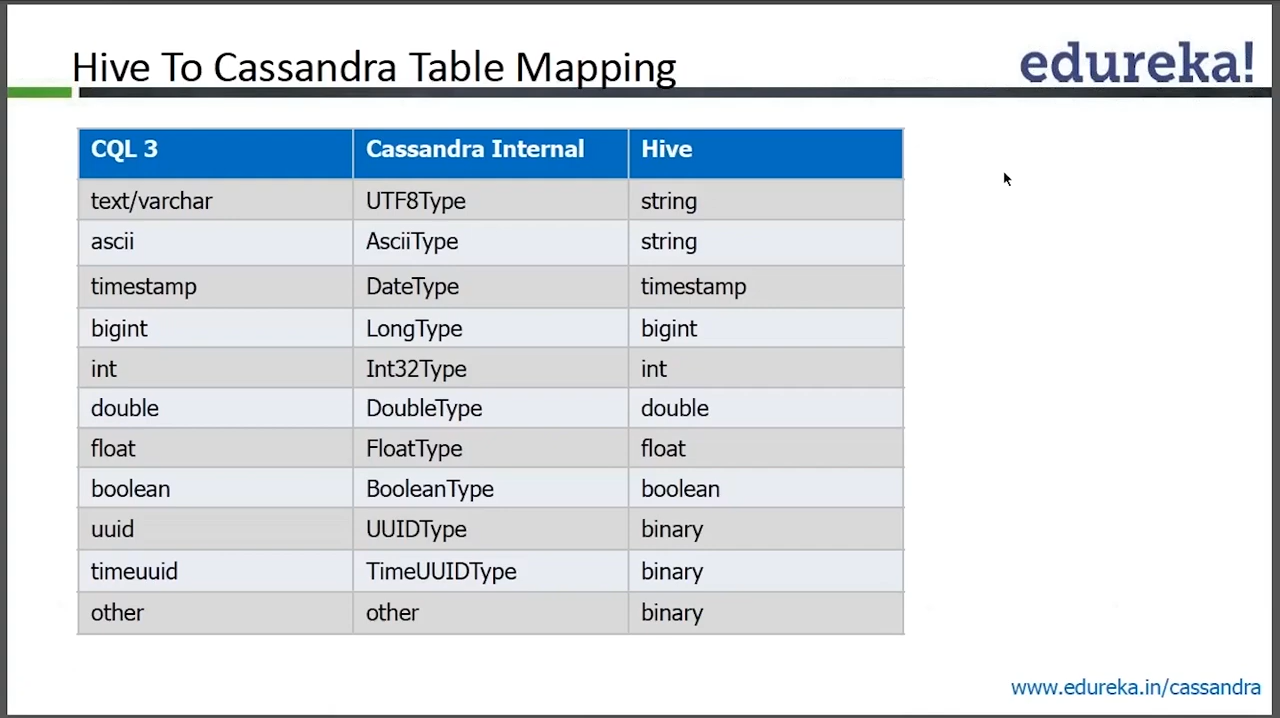 Hive To Cassandra Table Mapping
edureka!
CQL 3 Cassandra Internal Hive
text/varchar UTF8Type string
ascii AsciiType string
timestamp DateType timestamp
bigint LongType bigint
int Int32Type int
double DoubleType double
float FloatType float
boolean BooleanType boolean
uuid UUIDType binary
timeuuid TimeUUIDType binary
other other binary
www.edureka.in/cassandra